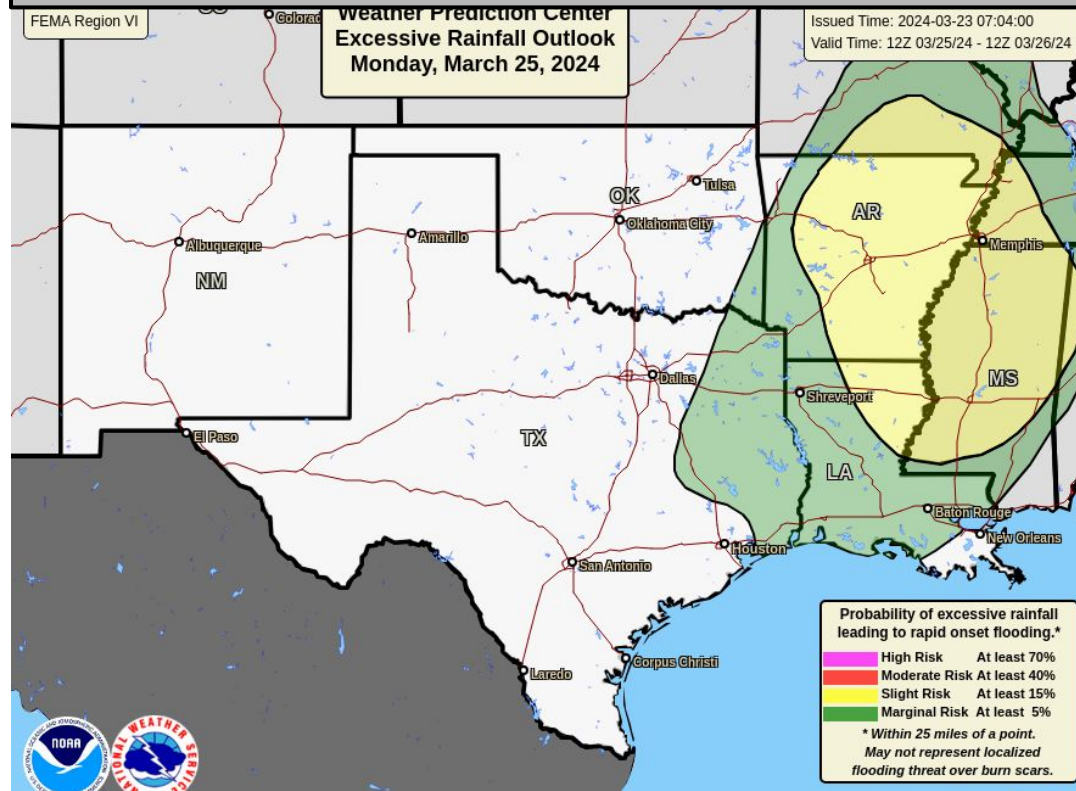 FEMA Region VI
Weather Prediction Center
Excessive Rainfall Outlook
Monday, March 25, 2024
Issued Time: 2024-03-23 07:04:00
Valid Time: 12Z 03/25/24 - 12Z 03/26/24
Tulsa
OK
Oklahoma City
AR
Albuquerque
Amarillo
Memphis
NM
Dallas
MS
Shreveport
El Paso
TX
LA
Baton Rouge
New Orleans
Houston
San Antonio
Corpus Christi
Laredo
Probability of excessive rainfall
leading to rapid onset flooding.*
High Risk At least 70%
Moderate Risk At least 40%
Slight Risk At least 15%
Marginal Risk At least 5%
* Within 25 miles of a point.
May not represent localized
flooding threat over burn scars.
NOAA
NATIONAL WEATHER SERVICE